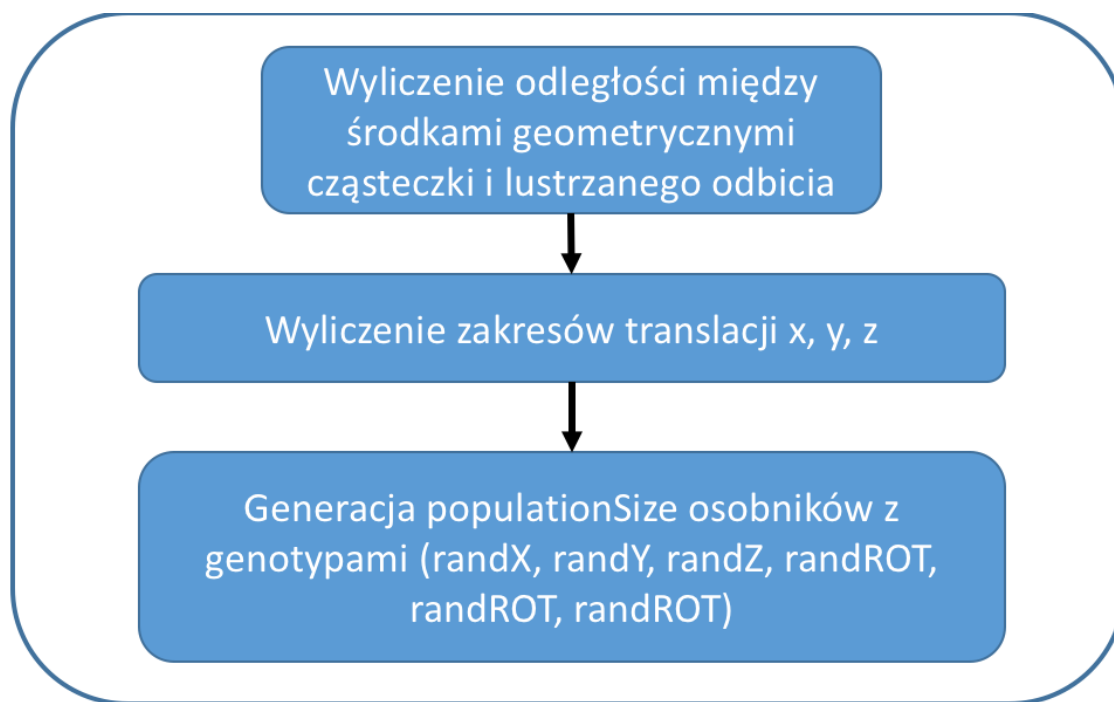 Wyliczenie odległości między
środkami geometrycznymi
cząsteczki i lustrzanego odbicia
Wyliczenie zakresów translacji x, y, z
Generacja populationSize osobników z
genotypami (randX, randY, randZ, randROT,
randROT, randROT)